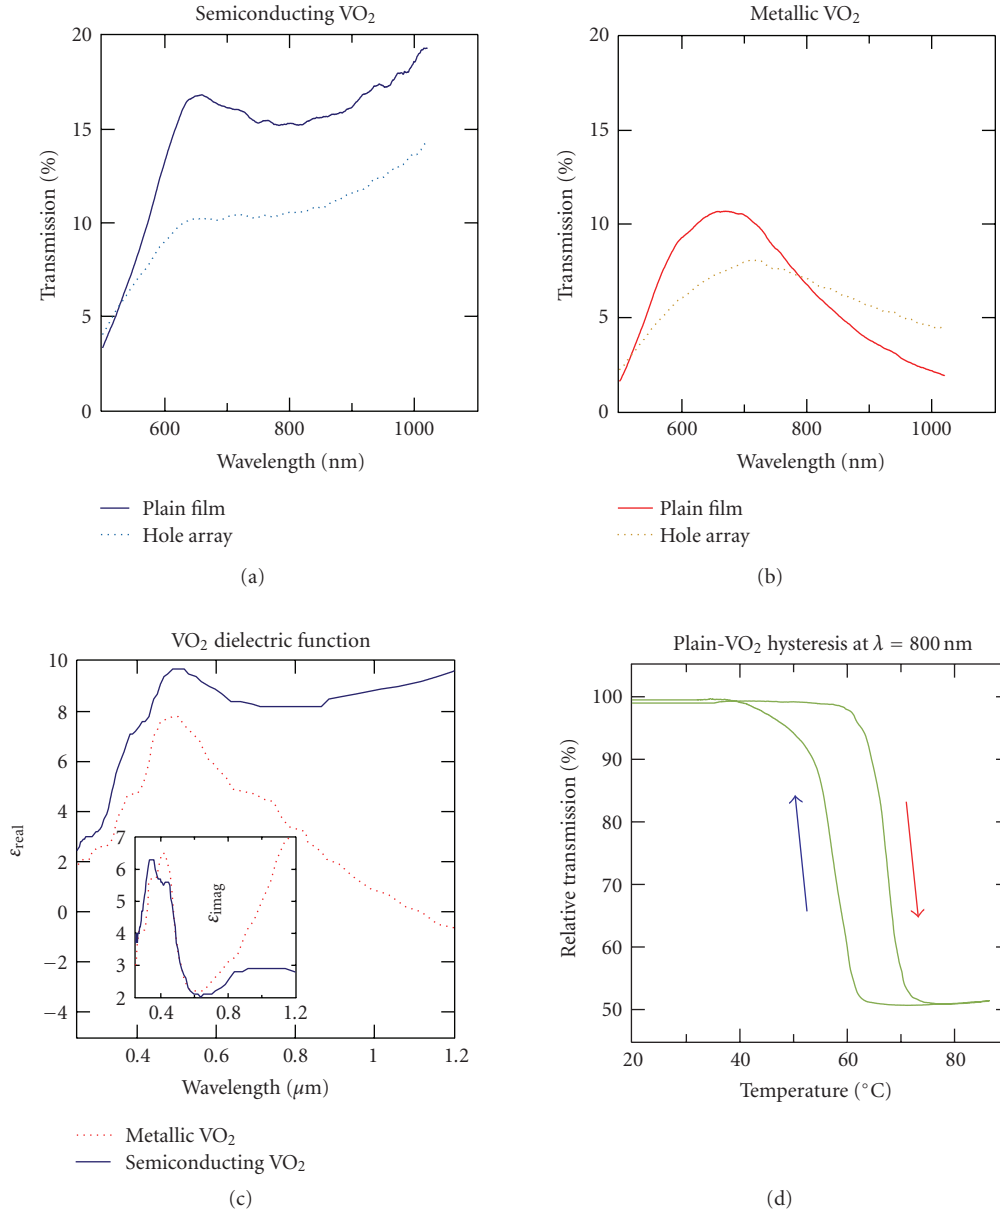 Semiconducting VO₂
20
15
10
5
0
Transmission (%)
600 800 1000
Wavelength (nm)
Plain film
Hole array
(a)
Metallic VO₂
20
15
10
5
0
Transmission (%)
600 800 1000
Wavelength (nm)
Plain film
Hole array
(b)
VO₂ dielectric function
10
8
6
4
2
0
−2
−4
εreal
7
6
5
4
3
2
εimag
0.4 0.8 1.2
0.4 0.6 0.8 1 1.2
Wavelength (μm)
Metallic VO₂
Semiconducting VO₂
(c)
Plain-VO₂ hysteresis at λ = 800 nm
100
90
80
70
60
50
Relative transmission (%)
20 40 60 80
Temperature (°C)
(d)